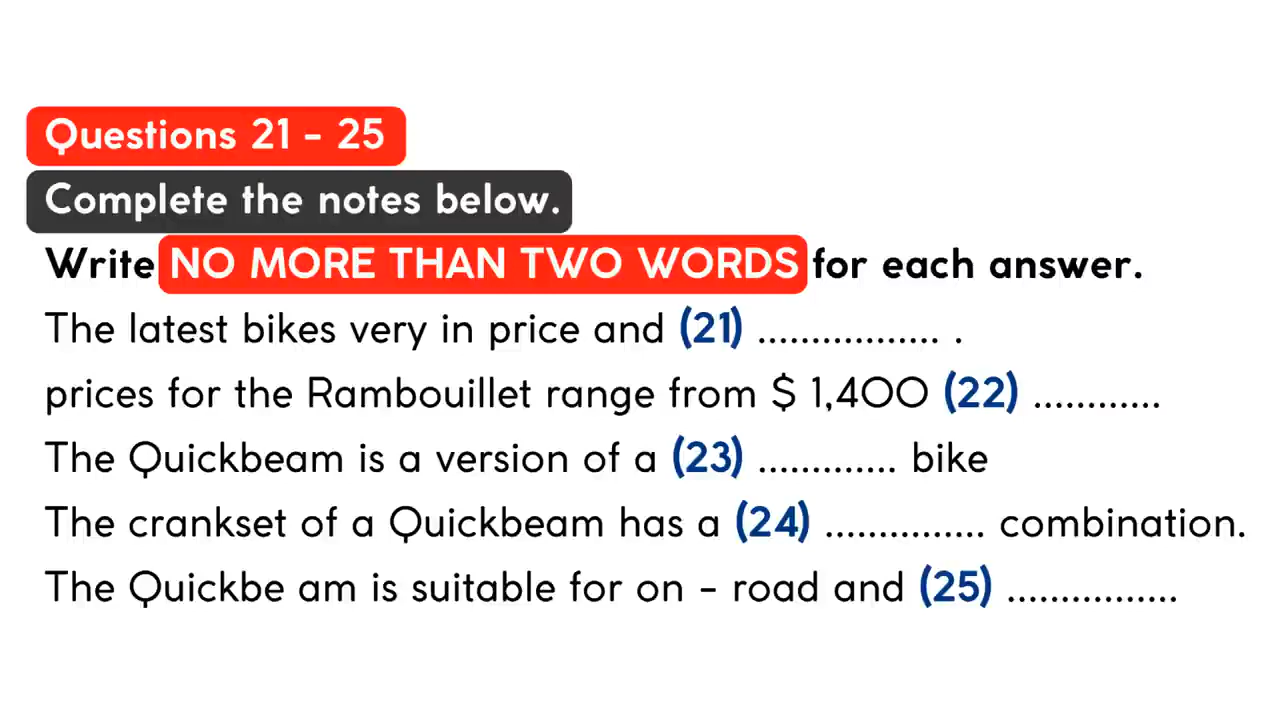 Questions 21 - 25
Complete the notes below.
Write NO MORE THAN TWO WORDS for each answer.
The latest bikes very in price and (21) ................. .
prices for the Rambouillet range from $ 1,400 (22) ............
The Quickbeam is a version of a (23) ............. bike
The crankset of a Quickbeam has a (24) ............... combination.
The Quickbe am is suitable for on - road and (25) ................